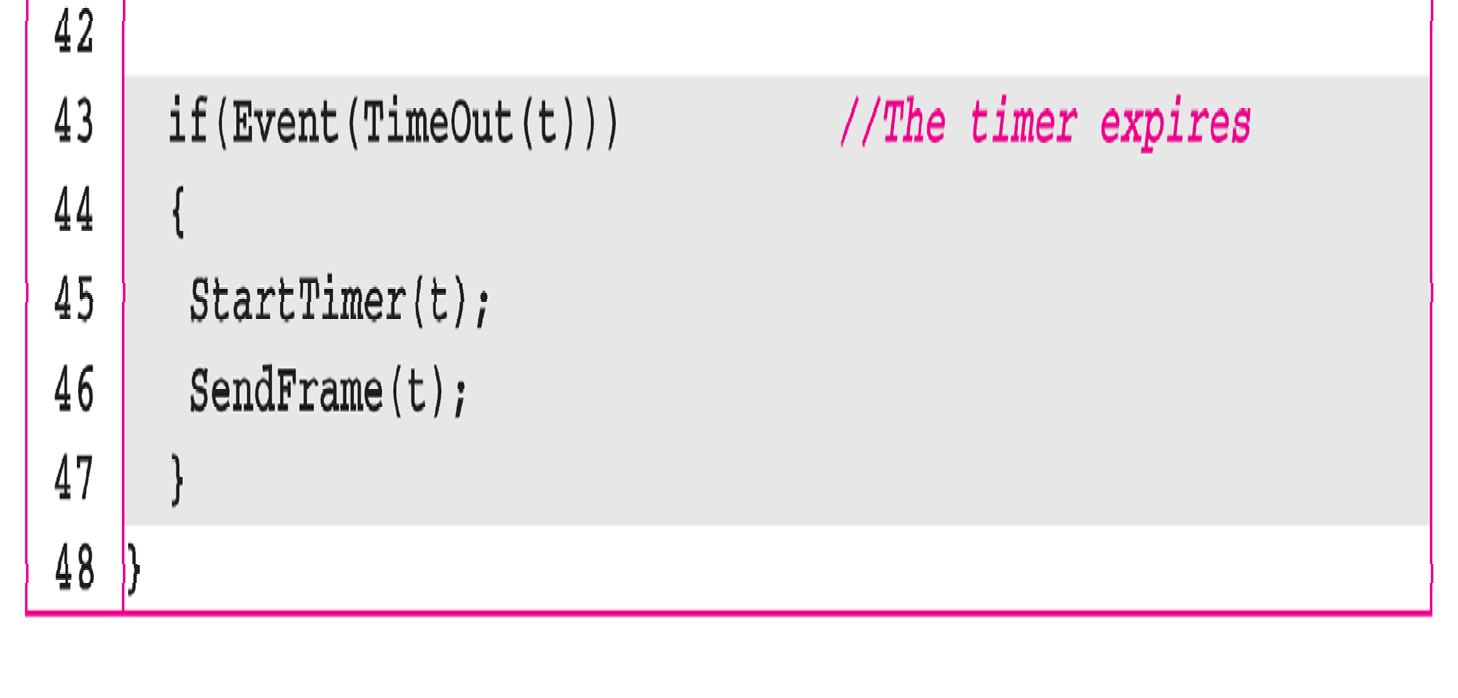 42
43 if(Event(TimeOut(t))) //The timer expires
44 {
45 StartTimer(t);
46 SendFrame(t);
47 }
48 }